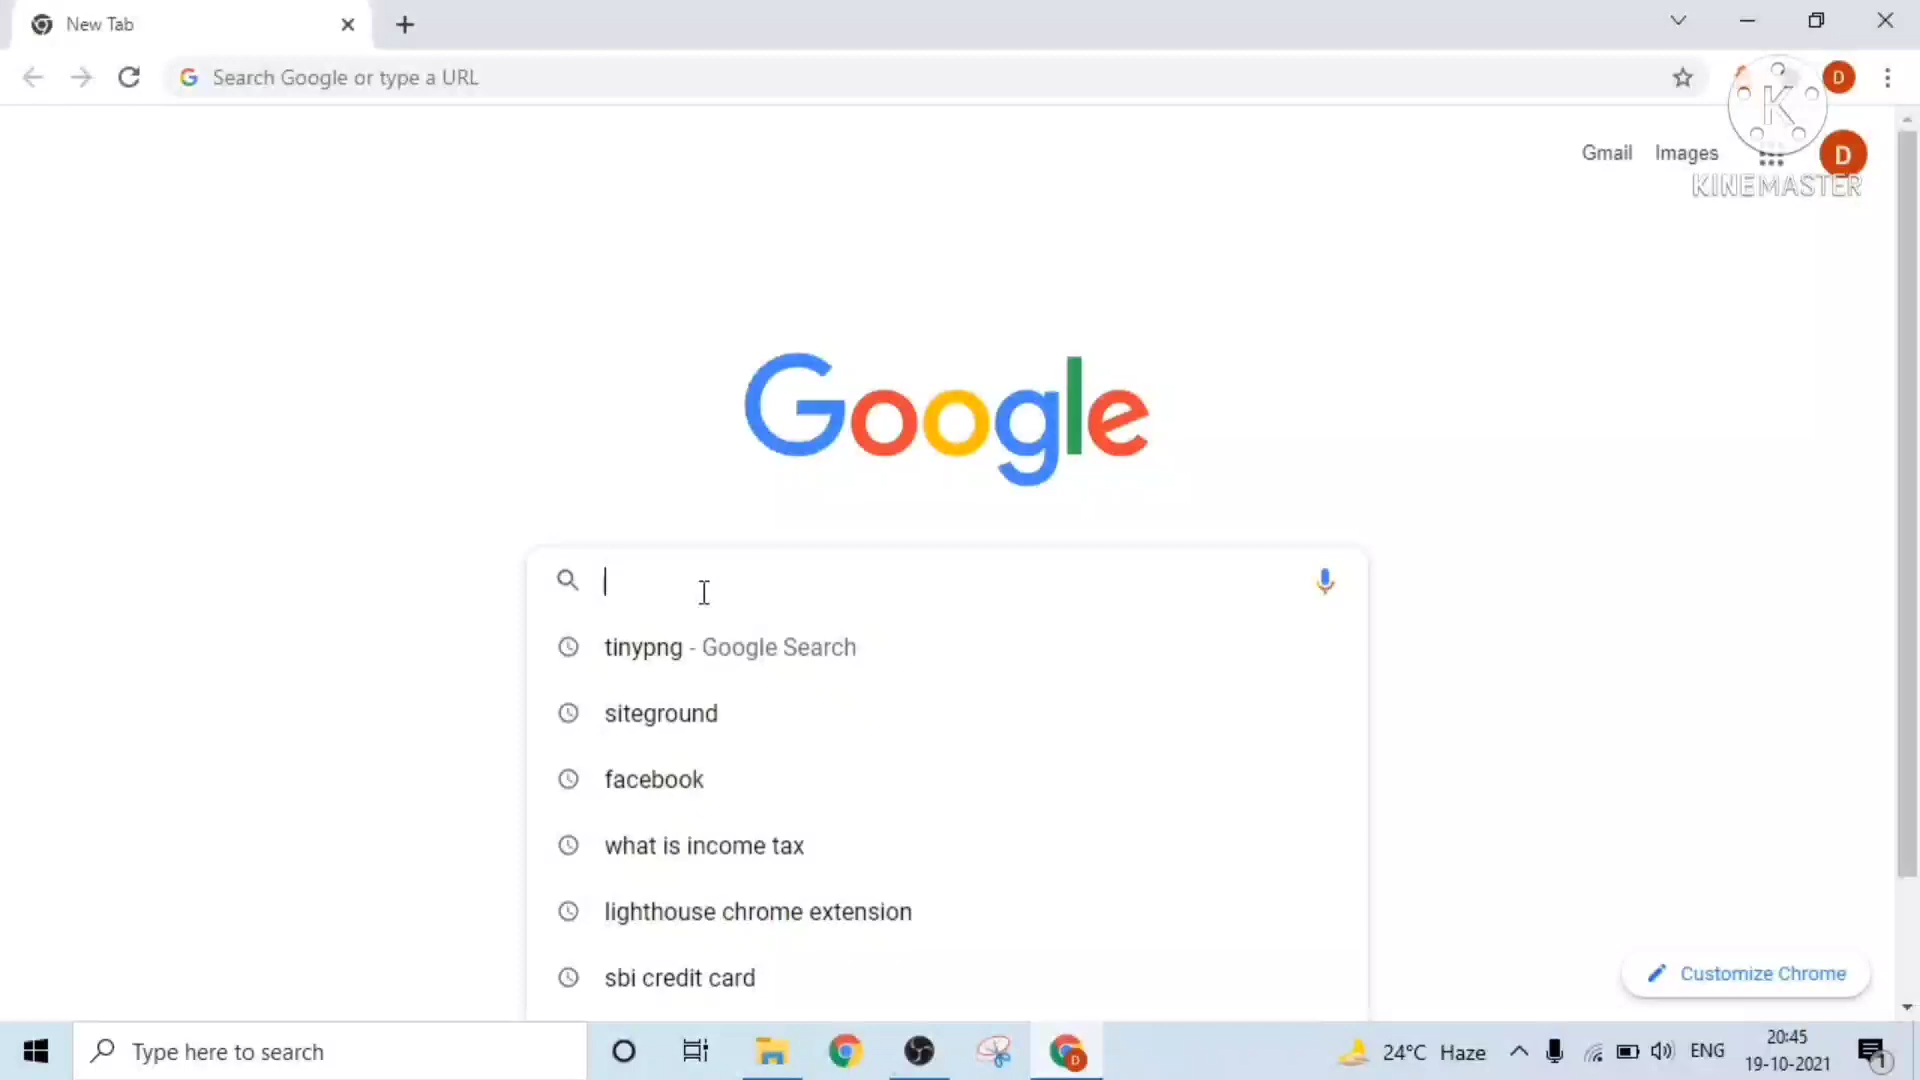 New Tab
Search Google or type a URL
D
K
Gmail Images
D
KINEMASTER
Google
tinypng - Google Search
siteground
facebook
what is income tax
lighthouse chrome extension
sbi credit card
Customize Chrome
Type here to search
D
24°C Haze
ENG
20:45
19-10-2021
1